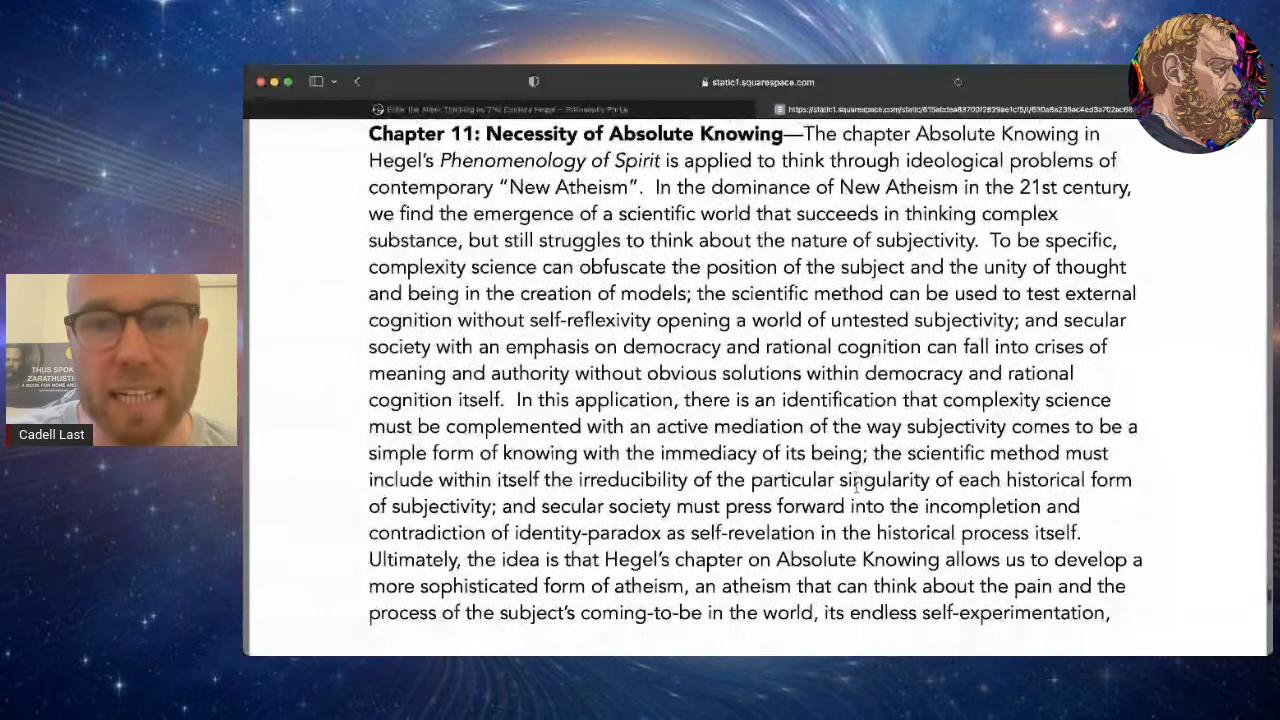 static1.squarespace.com
Enter the Alien: Thinking as 21st Century Hegel — Philosophy Portal
Chapter 11: Necessity of Absolute Knowing—The chapter Absolute Knowing in
Hegel's Phenomenology of Spirit is applied to think through ideological problems of
contemporary “New Atheism”.  In the dominance of New Atheism in the 21st century,
we find the emergence of a scientific world that succeeds in thinking complex
substance, but still struggles to think about the nature of subjectivity.  To be specific,
complexity science can obfuscate the position of the subject and the unity of thought
and being in the creation of models; the scientific method can be used to test external
cognition without self-reflexivity opening a world of untested subjectivity; and secular
society with an emphasis on democracy and rational cognition can fall into crises of
meaning and authority without obvious solutions within democracy and rational
cognition itself.  In this application, there is an identification that complexity science
must be complemented with an active mediation of the way subjectivity comes to be a
simple form of knowing with the immediacy of its being; the scientific method must
include within itself the irreducibility of the particular singularity of each historical form
of subjectivity; and secular society must press forward into the incompletion and
contradiction of identity-paradox as self-revelation in the historical process itself.
Ultimately, the idea is that Hegel's chapter on Absolute Knowing allows us to develop a
more sophisticated form of atheism, an atheism that can think about the pain and the
process of the subject's coming-to-be in the world, its endless self-experimentation,
THUS SPOK
ZARATHUST
Cadell Last